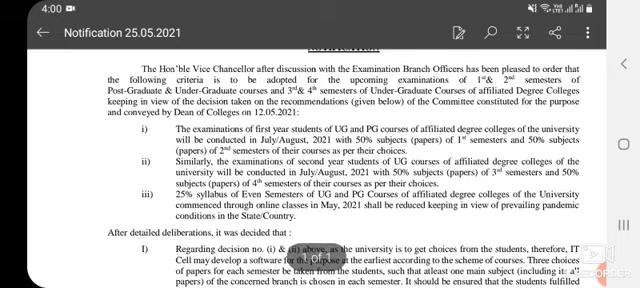 4:00
Notification 25.05.2021
The Hon'ble Vice Chancellor after discussion with the Examination Branch Officers has been pleased to order that
the following criteria is to be adopted for the upcoming examinations of 1st& 2nd semesters of
Post-Graduate & Under-Graduate courses and 3rd& 4th semesters of Under-Graduate Courses of affiliated Degree Colleges
keeping in view of the decision taken on the recommendations (given below) of the Committee constituted for the purpose
and conveyed by Dean of Colleges on 12.05.2021:
i) The examinations of first year students of UG and PG courses of affiliated degree colleges of the university
will be conducted in July/August, 2021 with 50% subjects (papers) of 1st semesters and 50% subjects
(papers) of 2nd semesters of their courses as per their choices.
ii) Similarly, the examinations of second year students of UG courses of affiliated degree colleges of the
university will be conducted in July/August, 2021 with 50% subjects (papers) of 3rd semesters and 50%
subjects (papers) of 4th semesters of their courses as per their choices.
iii) 25% syllabus of Even Semesters of UG and PG Courses of affiliated degree colleges of the University
commenced through online classes in May, 2021 shall be reduced keeping in view of prevailing pandemic
conditions in the State/Country.
After detailed deliberations, it was decided that :
I) Regarding decision no. (i) & (ii) above, as the university is to get choices from the students, therefore, IT
Cell may develop a software for the purpose at the earliest according to the scheme of courses. Three choices
1 of 1
of papers for each semester be taken from the students, such that atleast one main subject (including its all
papers) of the concerned branch is chosen in each semester. It should be ensured that the students fulfilled